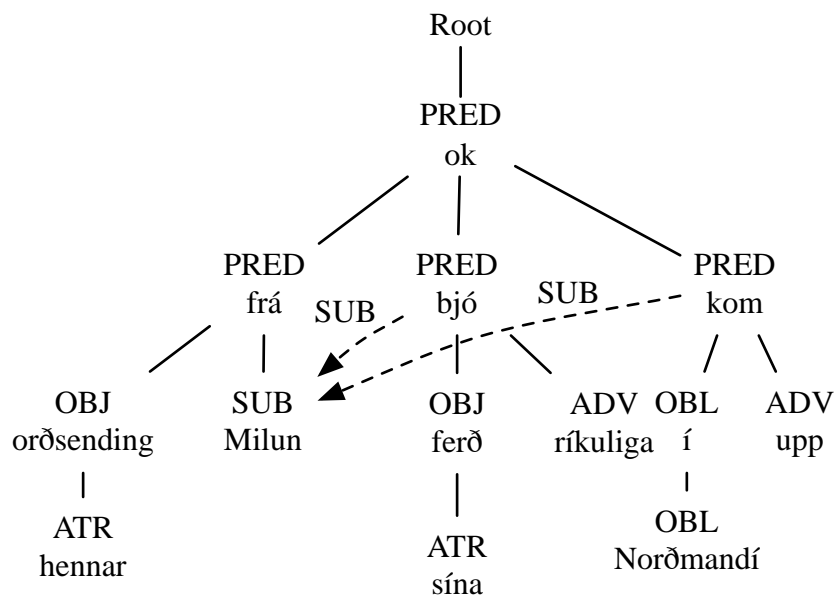 Root
PRED
ok
PRED PRED PRED
frá bjó kom
SUB SUB
OBJ SUB OBJ ADV OBL ADV
orðsending Milun ferð ríkuliga í upp
ATR ATR OBL
hennar sína Norðmandí